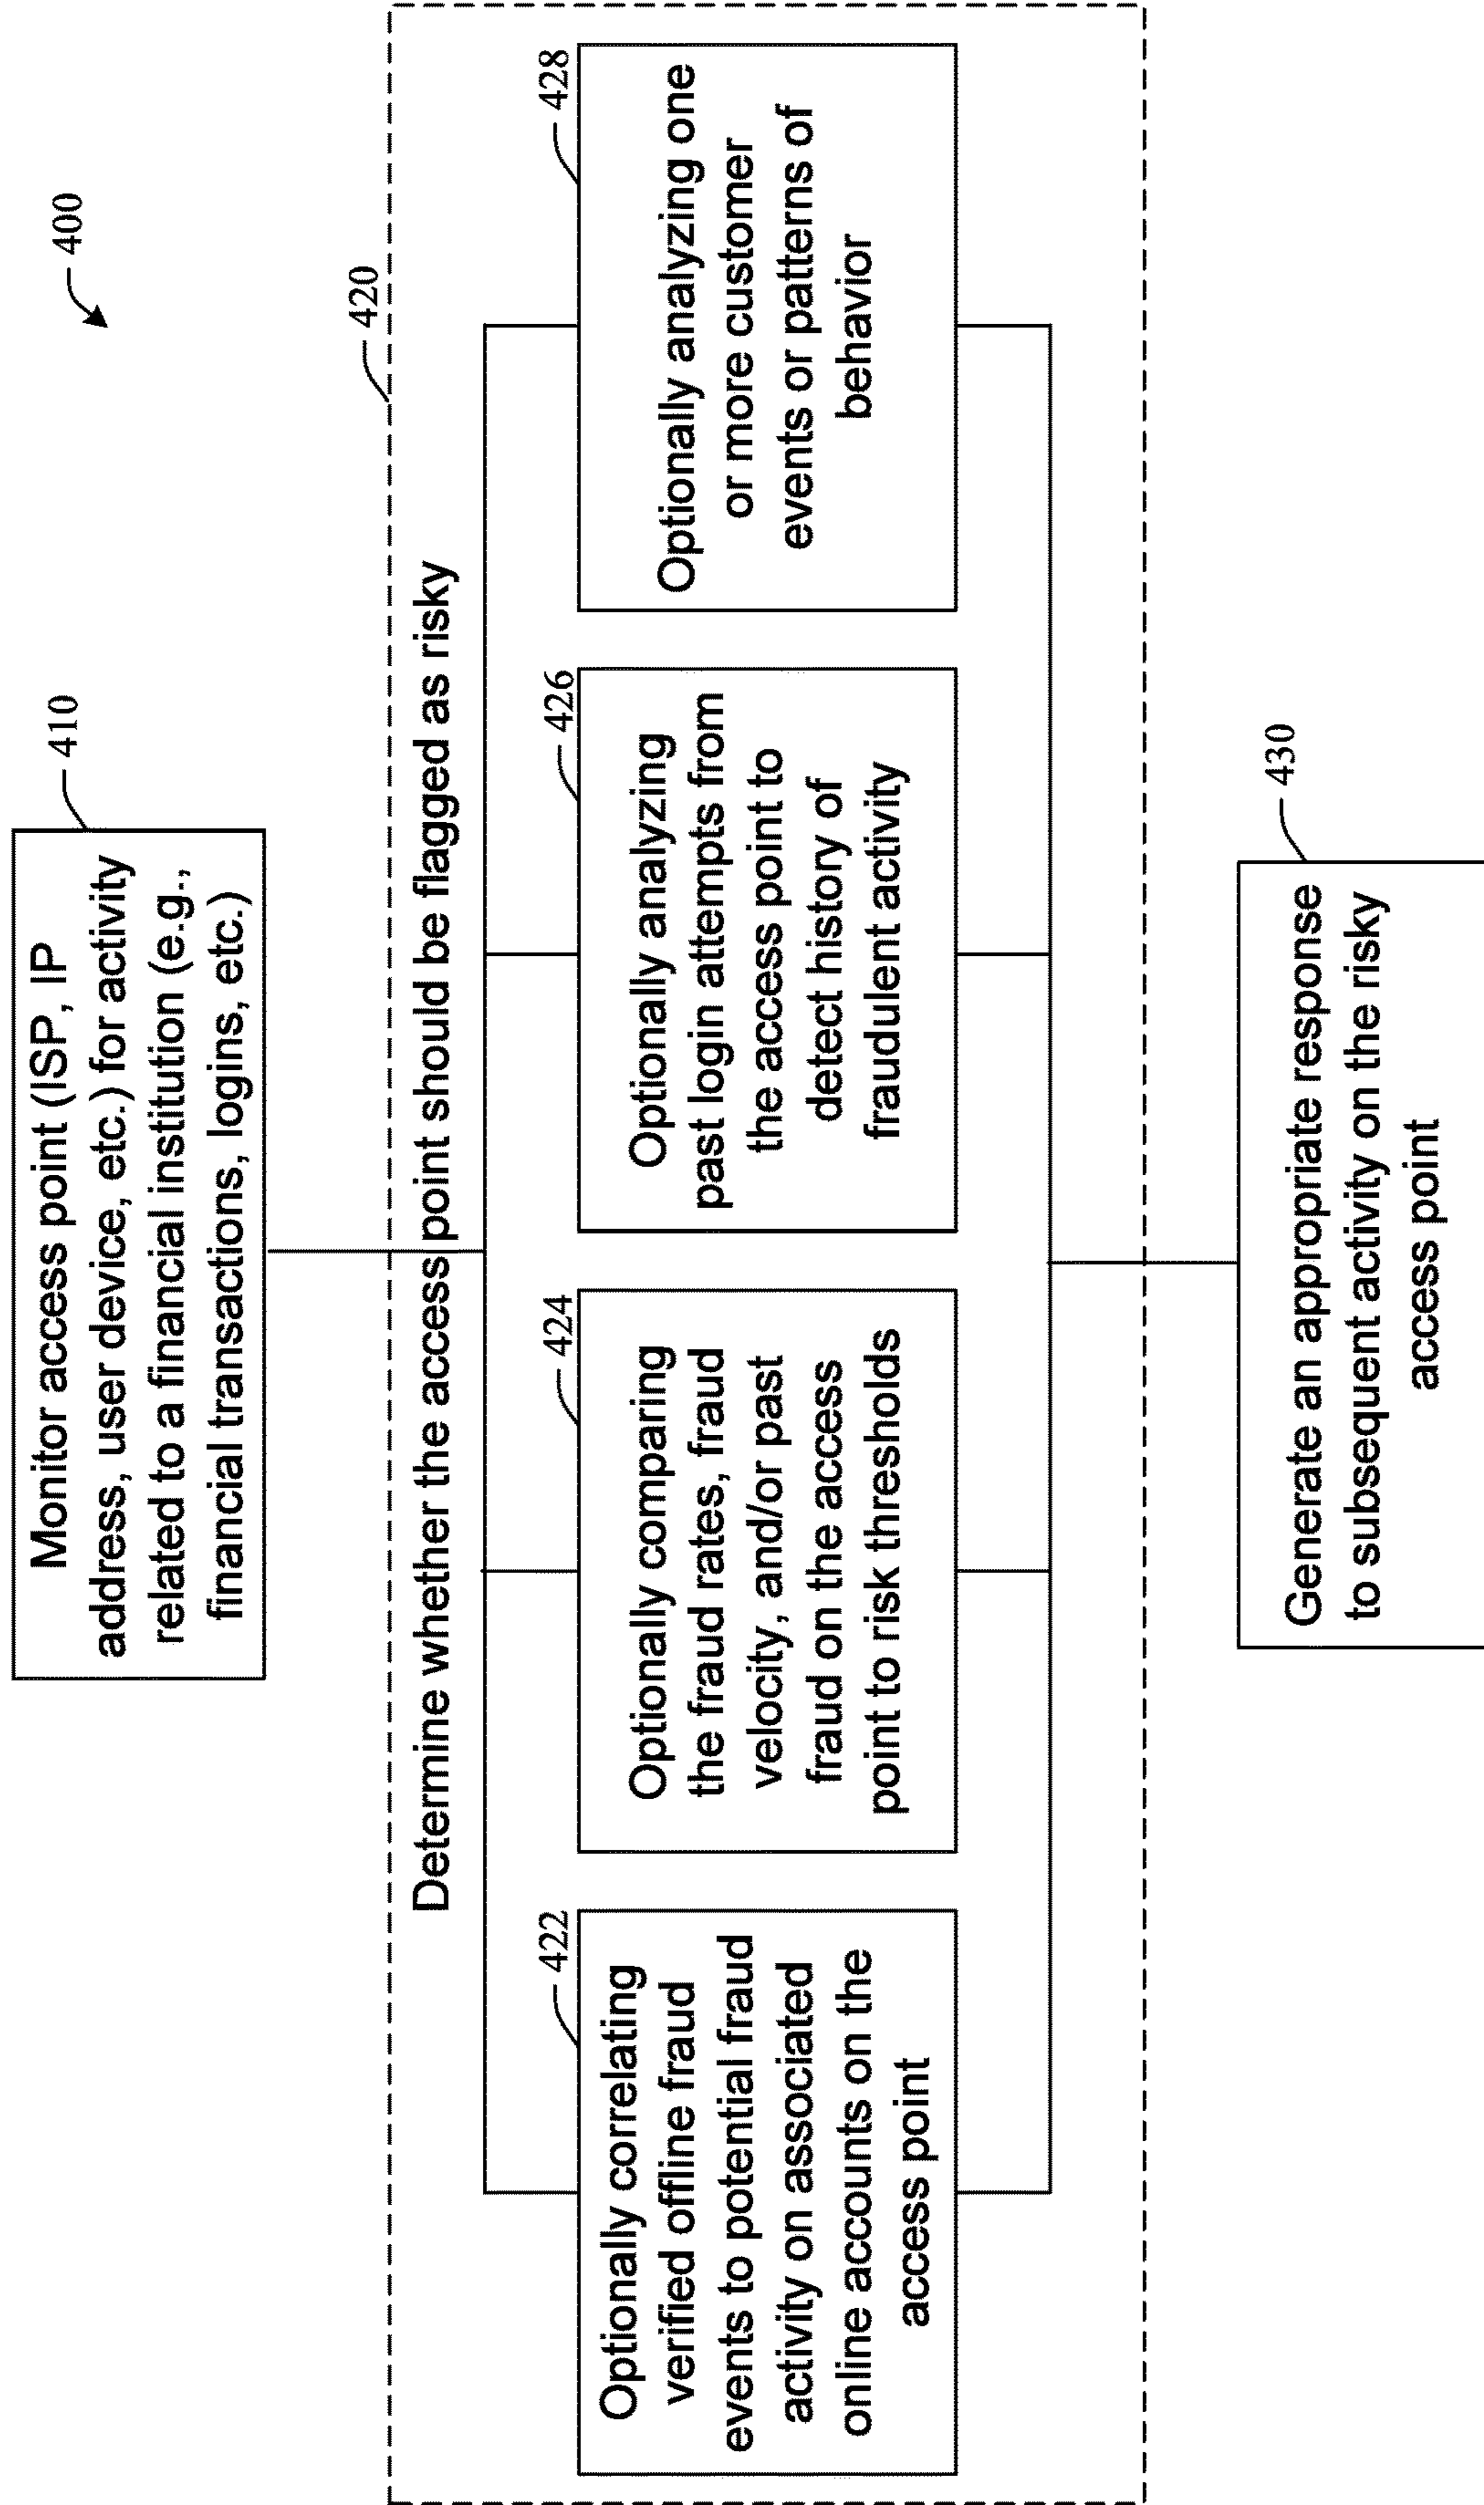 400
410
Monitor access point (ISP, IP
address, user device, etc.) for activity
related to a financial institution (e.g.,
financial transactions, logins, etc.)
420
Determine whether the access point should be flagged as risky
422
Optionally correlating
verified offline fraud
events to potential fraud
activity on associated
online accounts on the
access point
424
Optionally comparing
the fraud rates, fraud
velocity, and/or past
fraud on the access
point to risk thresholds
426
Optionally analyzing
past login attempts from
the access point to
detect history of
fraudulent activity
428
Optionally analyzing one
or more customer
events or patterns of
behavior
430
Generate an appropriate response
to subsequent activity on the risky
access point